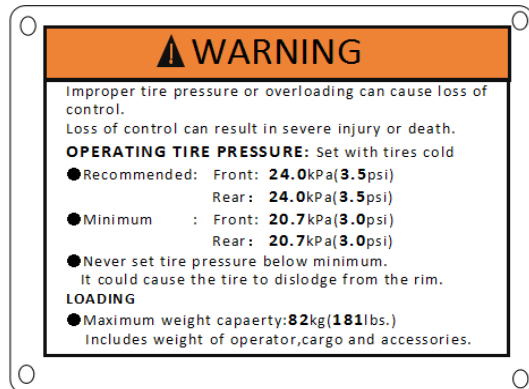 WARNING
Improper tire pressure or overloading can cause loss of
control.
Loss of control can result in severe injury or death.
OPERATING TIRE PRESSURE: Set with tires cold
●Recommended: Front: 24.0kPa(3.5psi)
Rear: 24.0kPa(3.5psi)
●Minimum : Front: 20.7kPa(3.0psi)
Rear: 20.7kPa(3.0psi)
●Never set tire pressure below minimum.
It could cause the tire to dislodge from the rim.
LOADING
●Maximum weight capaerty:82kg(181lbs.)
Includes weight of operator,cargo and accessories.